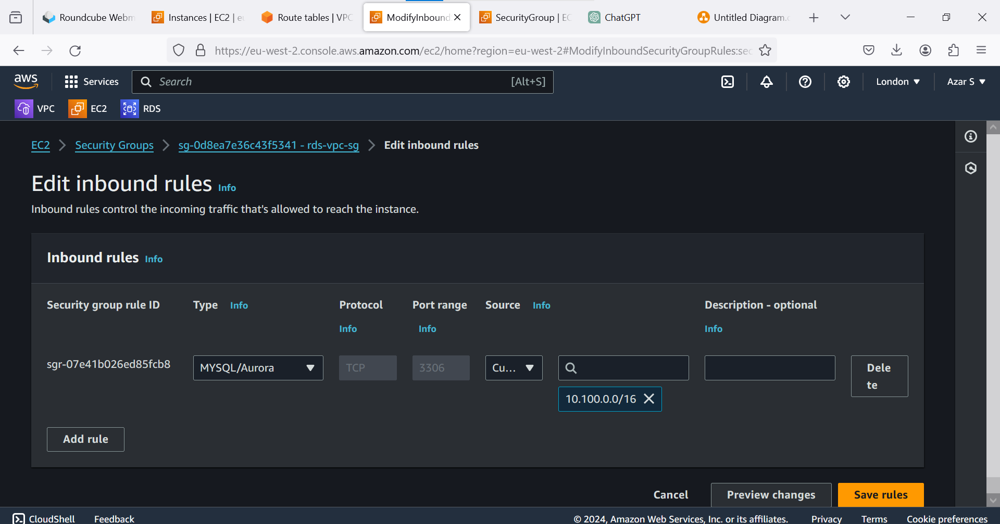 Roundcube Webm
Instances | EC2 | eu
Route tables | VPC
ModifyInbound
SecurityGroup | EC
ChatGPT
Untitled Diagram.
https://eu-west-2.console.aws.amazon.com/ec2/home?region=eu-west-2#ModifyInboundSecurityGroupRules:sec
aws
Services
Search
[Alt+S]
London
Azar S
VPC
EC2
RDS
EC2
Security Groups
sg-0d8ea7e36c43f5341 - rds-vpc-sg
Edit inbound rules
Edit inbound rules Info
Inbound rules control the incoming traffic that's allowed to reach the instance.
Inbound rules Info
Security group rule ID
Type Info
Protocol
Info
Port range
Info
Source Info
Description - optional
Info
sgr-07e41b026ed85fcb8
MYSQL/Aurora
TCP
3306
Cu...
10.100.0.0/16
Dele
te
Add rule
Cancel
Preview changes
Save rules
CloudShell
Feedback
© 2024, Amazon Web Services, Inc. or its affiliates.
Privacy
Terms
Cookie preferences